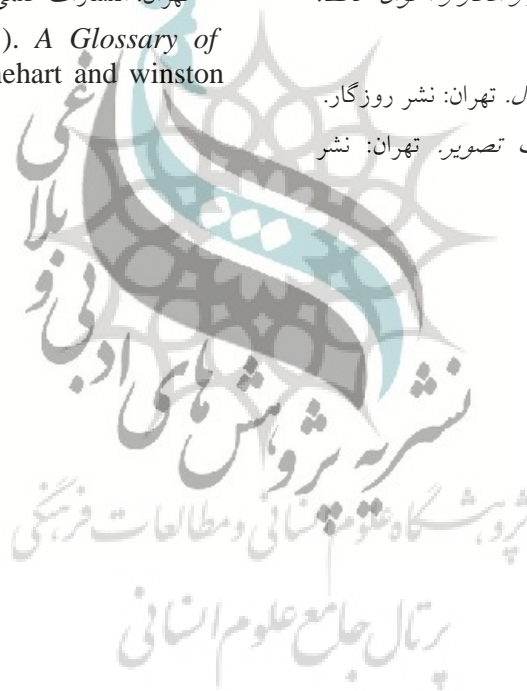 ). A Glossary of
ehart and winston
ل. تهران: نشر روزگار.
تصویر. تهران: نشر
نشریه پژوهش‌های ادبی و بلاغی
پژوهشگاه علوم انسانی و مطالعات فرهنگی
پرتال جامع علوم انسانی